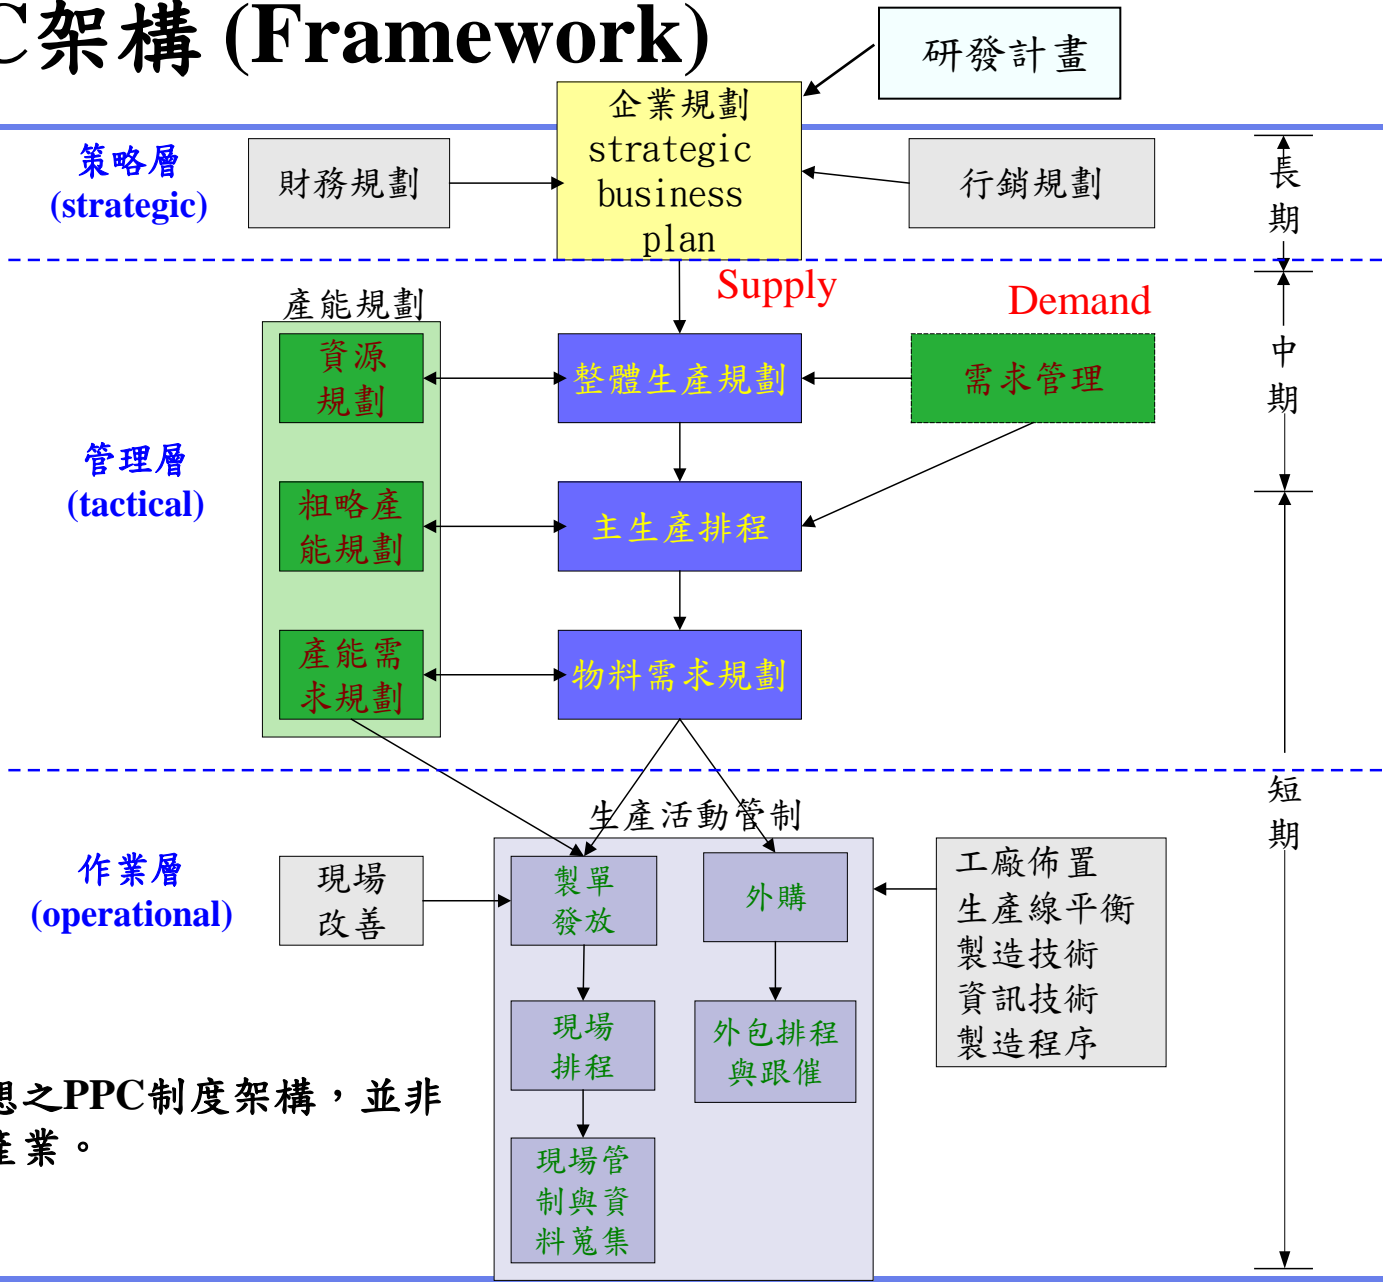 C架構 (Framework)
研發計畫
企業規劃
strategic
business
plan
策略層
(strategic)
財務規劃
行銷規劃
長
期
Supply
Demand
產能規劃
資源
規劃
整體生產規劃
需求管理
中
期
管理層
(tactical)
粗略產
能規劃
主生產排程
產能需
求規劃
物料需求規劃
短
期
生產活動管制
作業層
(operational)
現場
改善
製單
發放
外購
工廠佈置
生產線平衡
製造技術
資訊技術
製造程序
現場
排程
外包排程
與跟催
想之PPC制度架構，並非
產業。
現場管
制與資
料蒐集